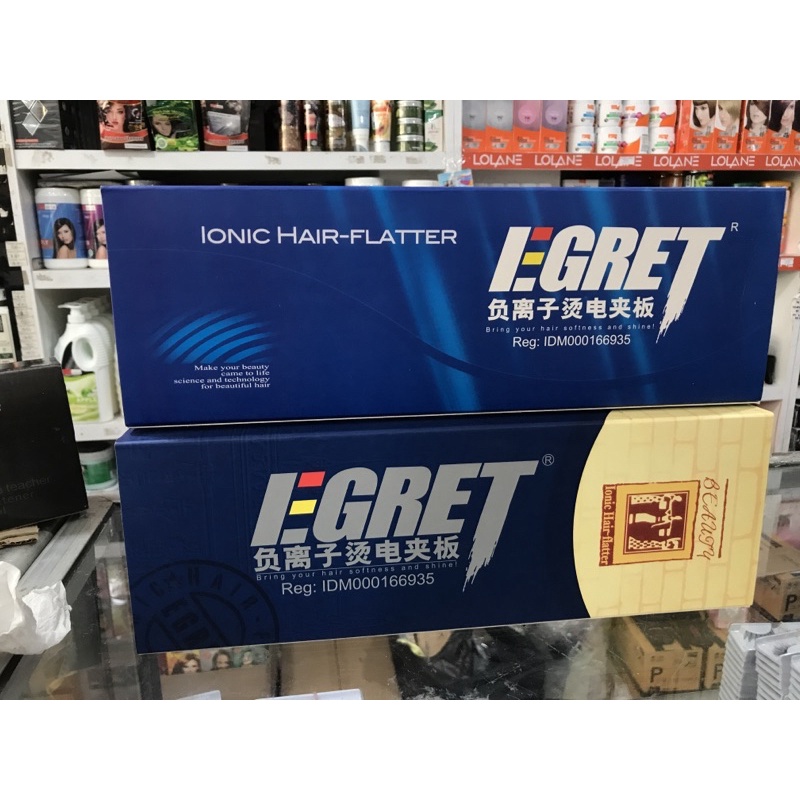 LOLANE LOLANE LOLANE LOLANE LOLANE
IONIC HAIR-FLATTER
EGRET ®
负离子烫电夹板
Bring your hair softness and shine!
Reg: IDM000166935
Make your beauty
came to life
science and technology
for beautiful hair
EGRET ®
负离子烫电夹板
Bring your hair softness and shine!
Reg: IDM000166935
Ionic Hair-flatter
P
P